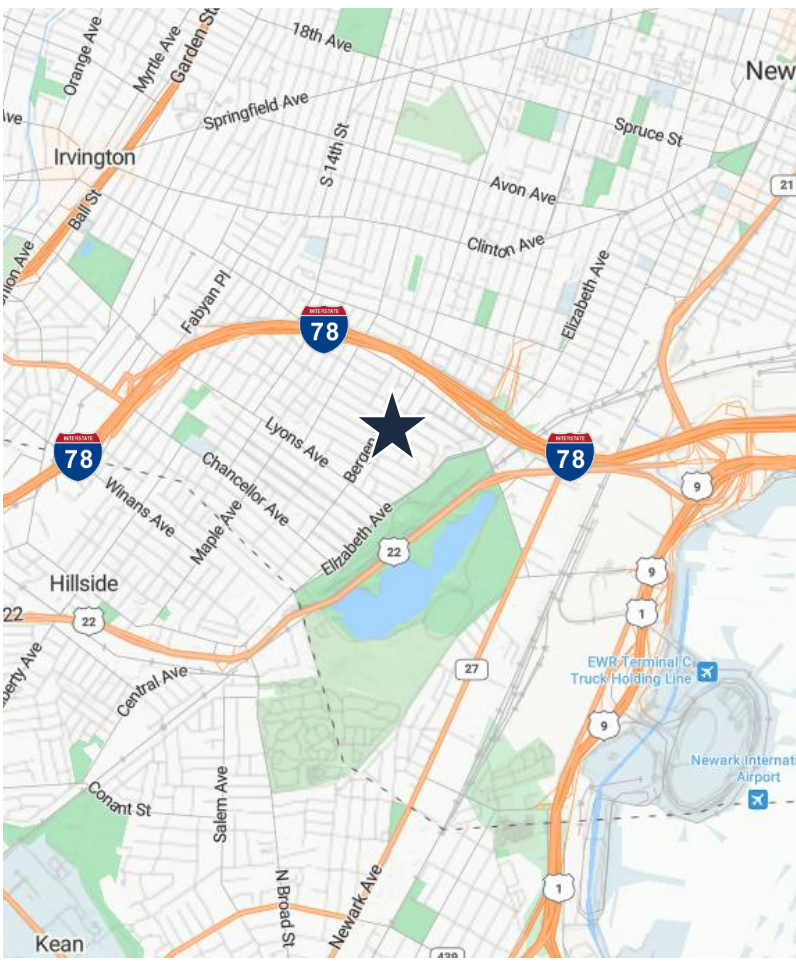 Orange Ave
Myrtle Ave
Garden St
18th Ave
New
Springfield Ave
Spruce St
S 14th St
Irvington
Avon Ave
21
Ball St
Clinton Ave
Elizabeth Ave
Fabyan Pl
INTERSTATE
78
Lyons Ave
Bergen
INTERSTATE
78
INTERSTATE
78
Chancellor Ave
Winans Ave
Maple Ave
9
Elizabeth Ave
22
Hillside
9
1
22
22
27
EWR Terminal C
Truck Holding Line
Central Ave
9
Newark Internati
Airport
Conant St
Salem Ave
N Broad St
Newark Ave
1
Kean
439